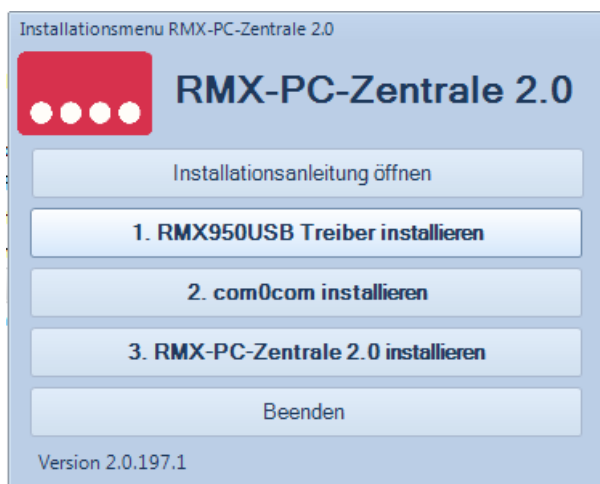 Installationsmenu RMX-PC-Zentrale 2.0
RMX-PC-Zentrale 2.0
Installationsanleitung öffnen
1. RMX950USB Treiber installieren
2. com0com installieren
3. RMX-PC-Zentrale 2.0 installieren
Beenden
Version 2.0.197.1